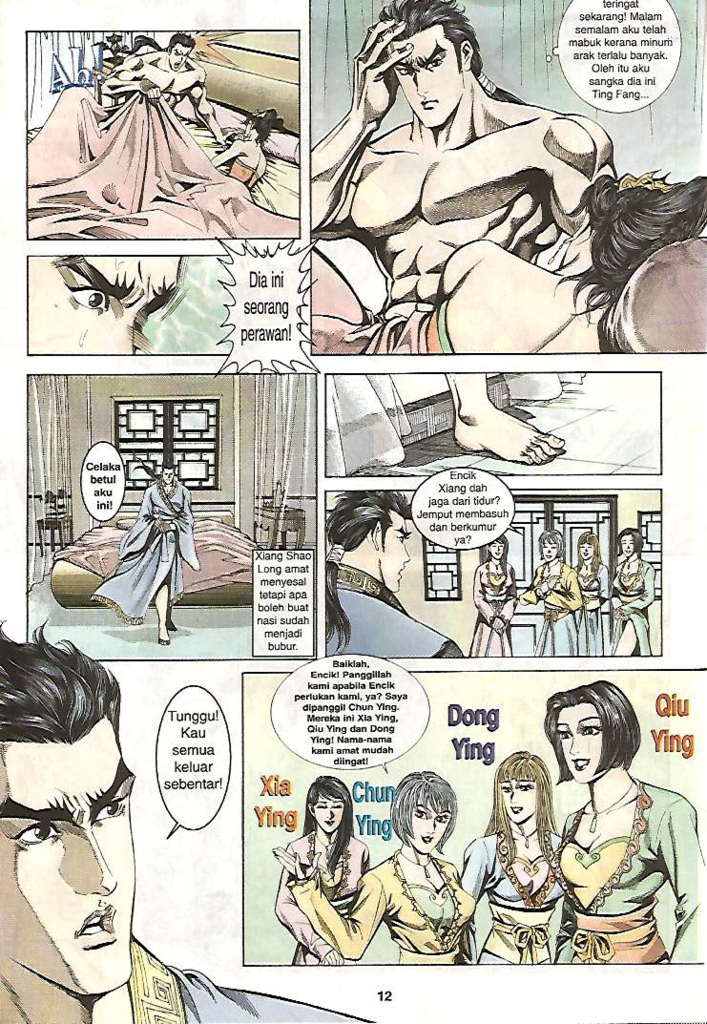 Ah!
teringat
sekarang! Malam
semalam aku telah
mabuk kerana minum
arak terlalu banyak.
Oleh itu aku
sangka dia ini
Ting Fang...
Dia ini
seorang
perawan!
Celaka
betul
aku
ini!
Xiang Shao
Long amat
menyesal
tetapi apa
boleh buat
nasi sudah
menjadi
bubur.
Encik
Xiang dah
jaga dari tidur?
Jemput membasuh
dan berkumur
ya?
Tunggu!
Kau
semua
keluar
sebentar!
Baiklah,
Encik! Panggillah
kami apabila Encik
perlukan kami, ya? Saya
dipanggil Chun Ying.
Mereka ini Xia Ying,
Qiu Ying dan Dong
Ying! Nama-nama
kami amat mudah
diingat!
Xia
Ying
Chun
Ying
Dong
Ying
Qiu
Ying
12